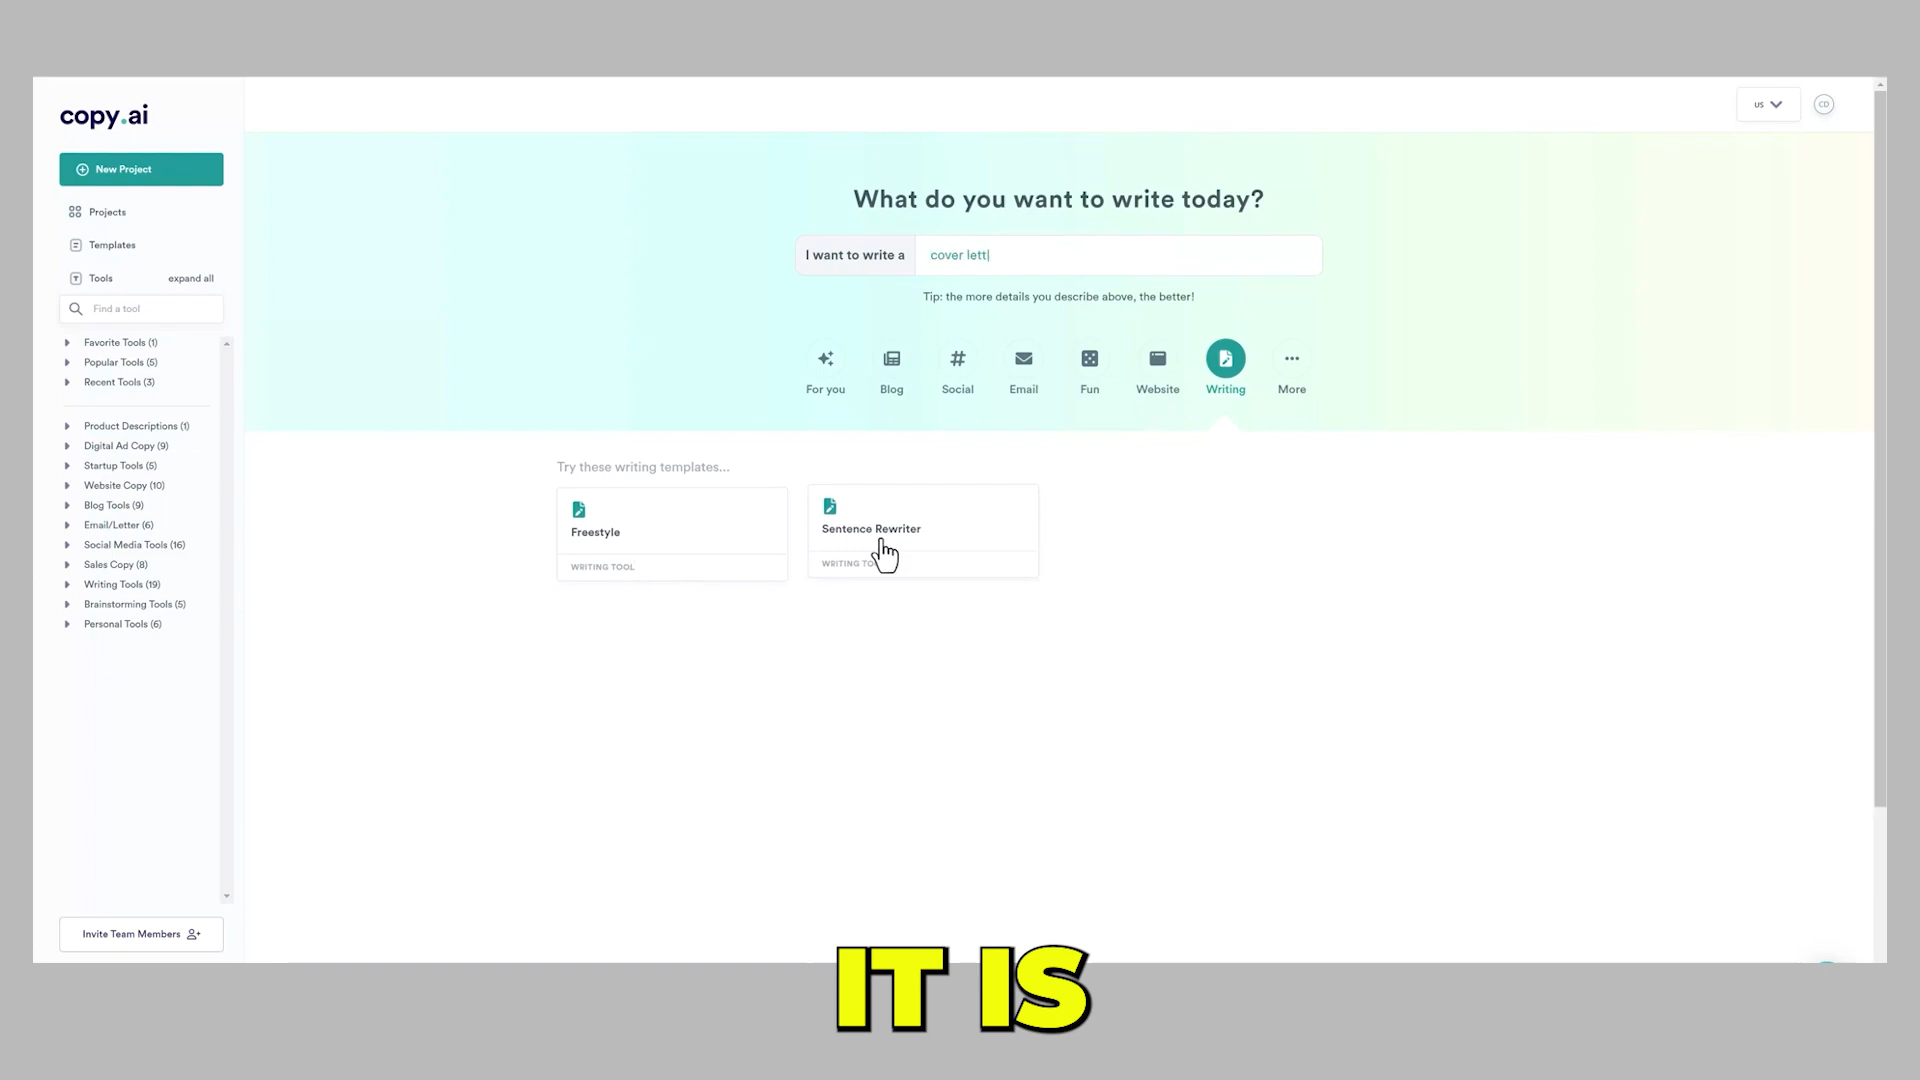 copy.ai
US
CD
New Project
Projects
Templates
Tools expand all
Find a tool
Favorite Tools (1)
Popular Tools (5)
Recent Tools (3)
Product Descriptions (1)
Digital Ad Copy (9)
Startup Tools (5)
Website Copy (10)
Blog Tools (9)
Email/Letter (6)
Social Media Tools (16)
Sales Copy (8)
Writing Tools (19)
Brainstorming Tools (5)
Personal Tools (6)
Invite Team Members
What do you want to write today?
I want to write a cover lett
Tip: the more details you describe above, the better!
For you Blog Social Email Fun Website Writing More
Try these writing templates...
Freestyle
WRITING TOOL
Sentence Rewriter
WRITING TO
IT IS